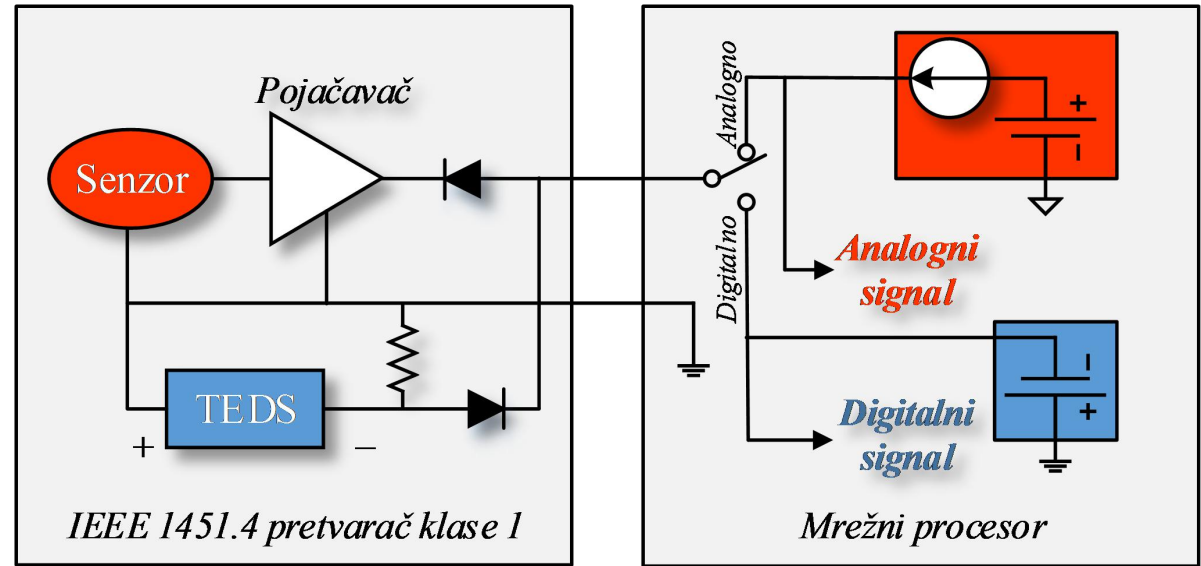 Pojačavač
Senzor
TEDS
+
–
IEEE 1451.4 pretvarač klase 1
Analogno
Digitalno
+
–
Analogni
signal
–
+
Digitalni
signal
Mrežni procesor